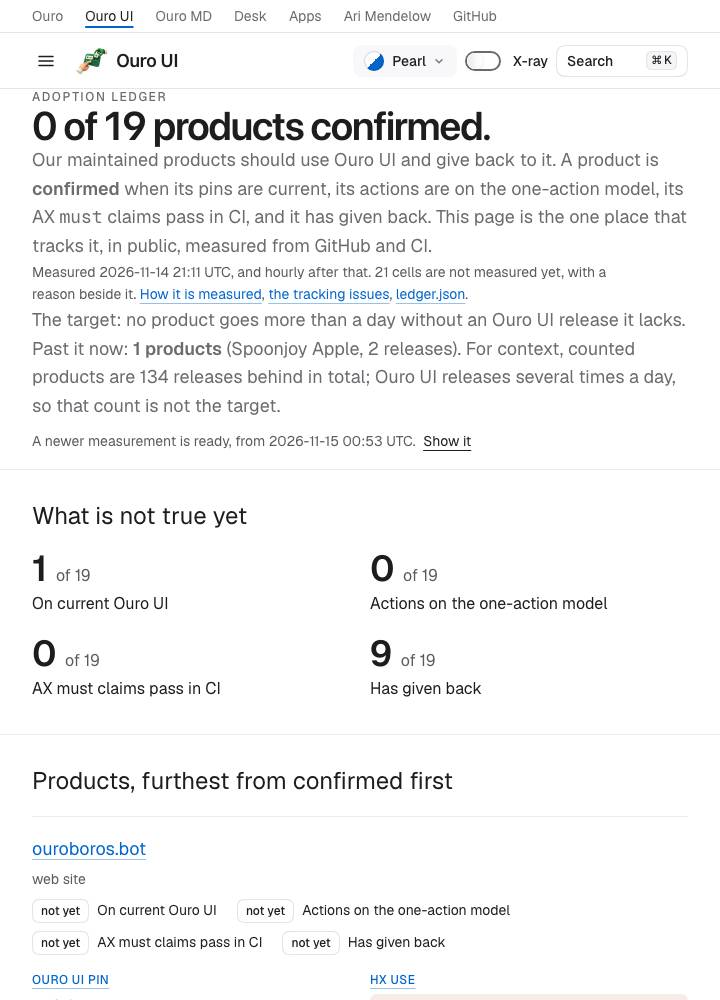 Ouro Ouro UI Ouro MD Desk Apps Ari Mendelow GitHub
Ouro UI Pearl X-ray Search ⌘K
ADOPTION LEDGER
0 of 19 products confirmed.
Our maintained products should use Ouro UI and give back to it. A product is
confirmed when its pins are current, its actions are on the one-action model, its
AX must claims pass in CI, and it has given back. This page is the one place that
tracks it, in public, measured from GitHub and CI.
Measured 2026-11-14 21:11 UTC, and hourly after that. 21 cells are not measured yet, with a
reason beside it. How it is measured, the tracking issues, ledger.json.
The target: no product goes more than a day without an Ouro UI release it lacks.
Past it now: 1 products (Spoonjoy Apple, 2 releases). For context, counted
products are 134 releases behind in total; Ouro UI releases several times a day,
so that count is not the target.
A newer measurement is ready, from 2026-11-15 00:53 UTC. Show it
What is not true yet
1 of 19
On current Ouro UI
0 of 19
Actions on the one-action model
0 of 19
AX must claims pass in CI
9 of 19
Has given back
Products, furthest from confirmed first
ouroboros.bot
web site
not yet On current Ouro UI not yet Actions on the one-action model
not yet AX must claims pass in CI not yet Has given back
OURO UI PIN HX USE